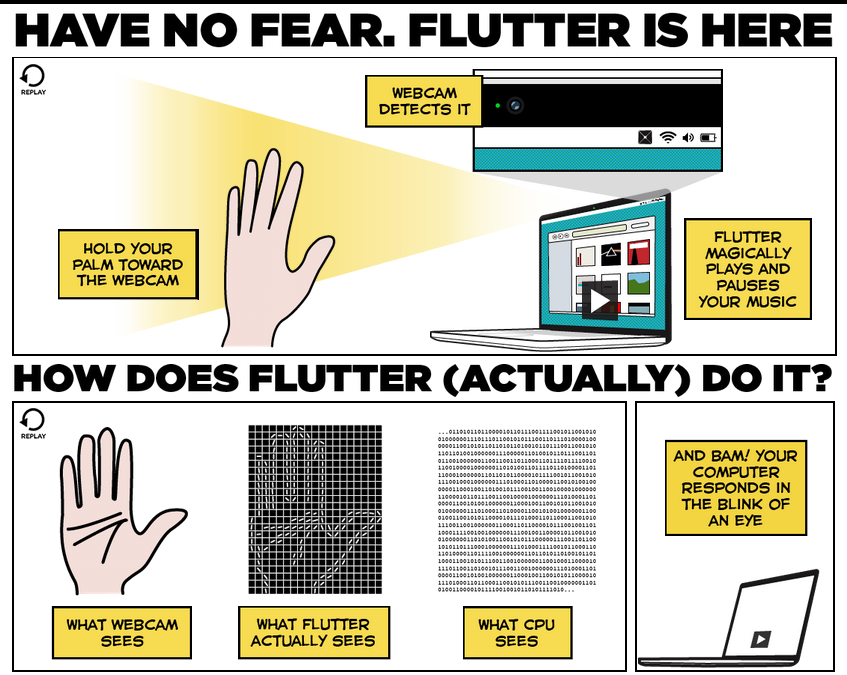 HAVE NO FEAR. FLUTTER IS HERE
REPLAY
WEBCAM
DETECTS IT
HOLD YOUR
PALM TOWARD
THE WEBCAM
FLUTTER
MAGICALLY
PLAYS AND
PAUSES
YOUR MUSIC
HOW DOES FLUTTER (ACTUALLY) DO IT?
REPLAY
WHAT WEBCAM
SEES
WHAT FLUTTER
ACTUALLY SEES
WHAT CPU
SEES
AND BAM! YOUR
COMPUTER
RESPONDS IN
THE BLINK OF
AN EYE